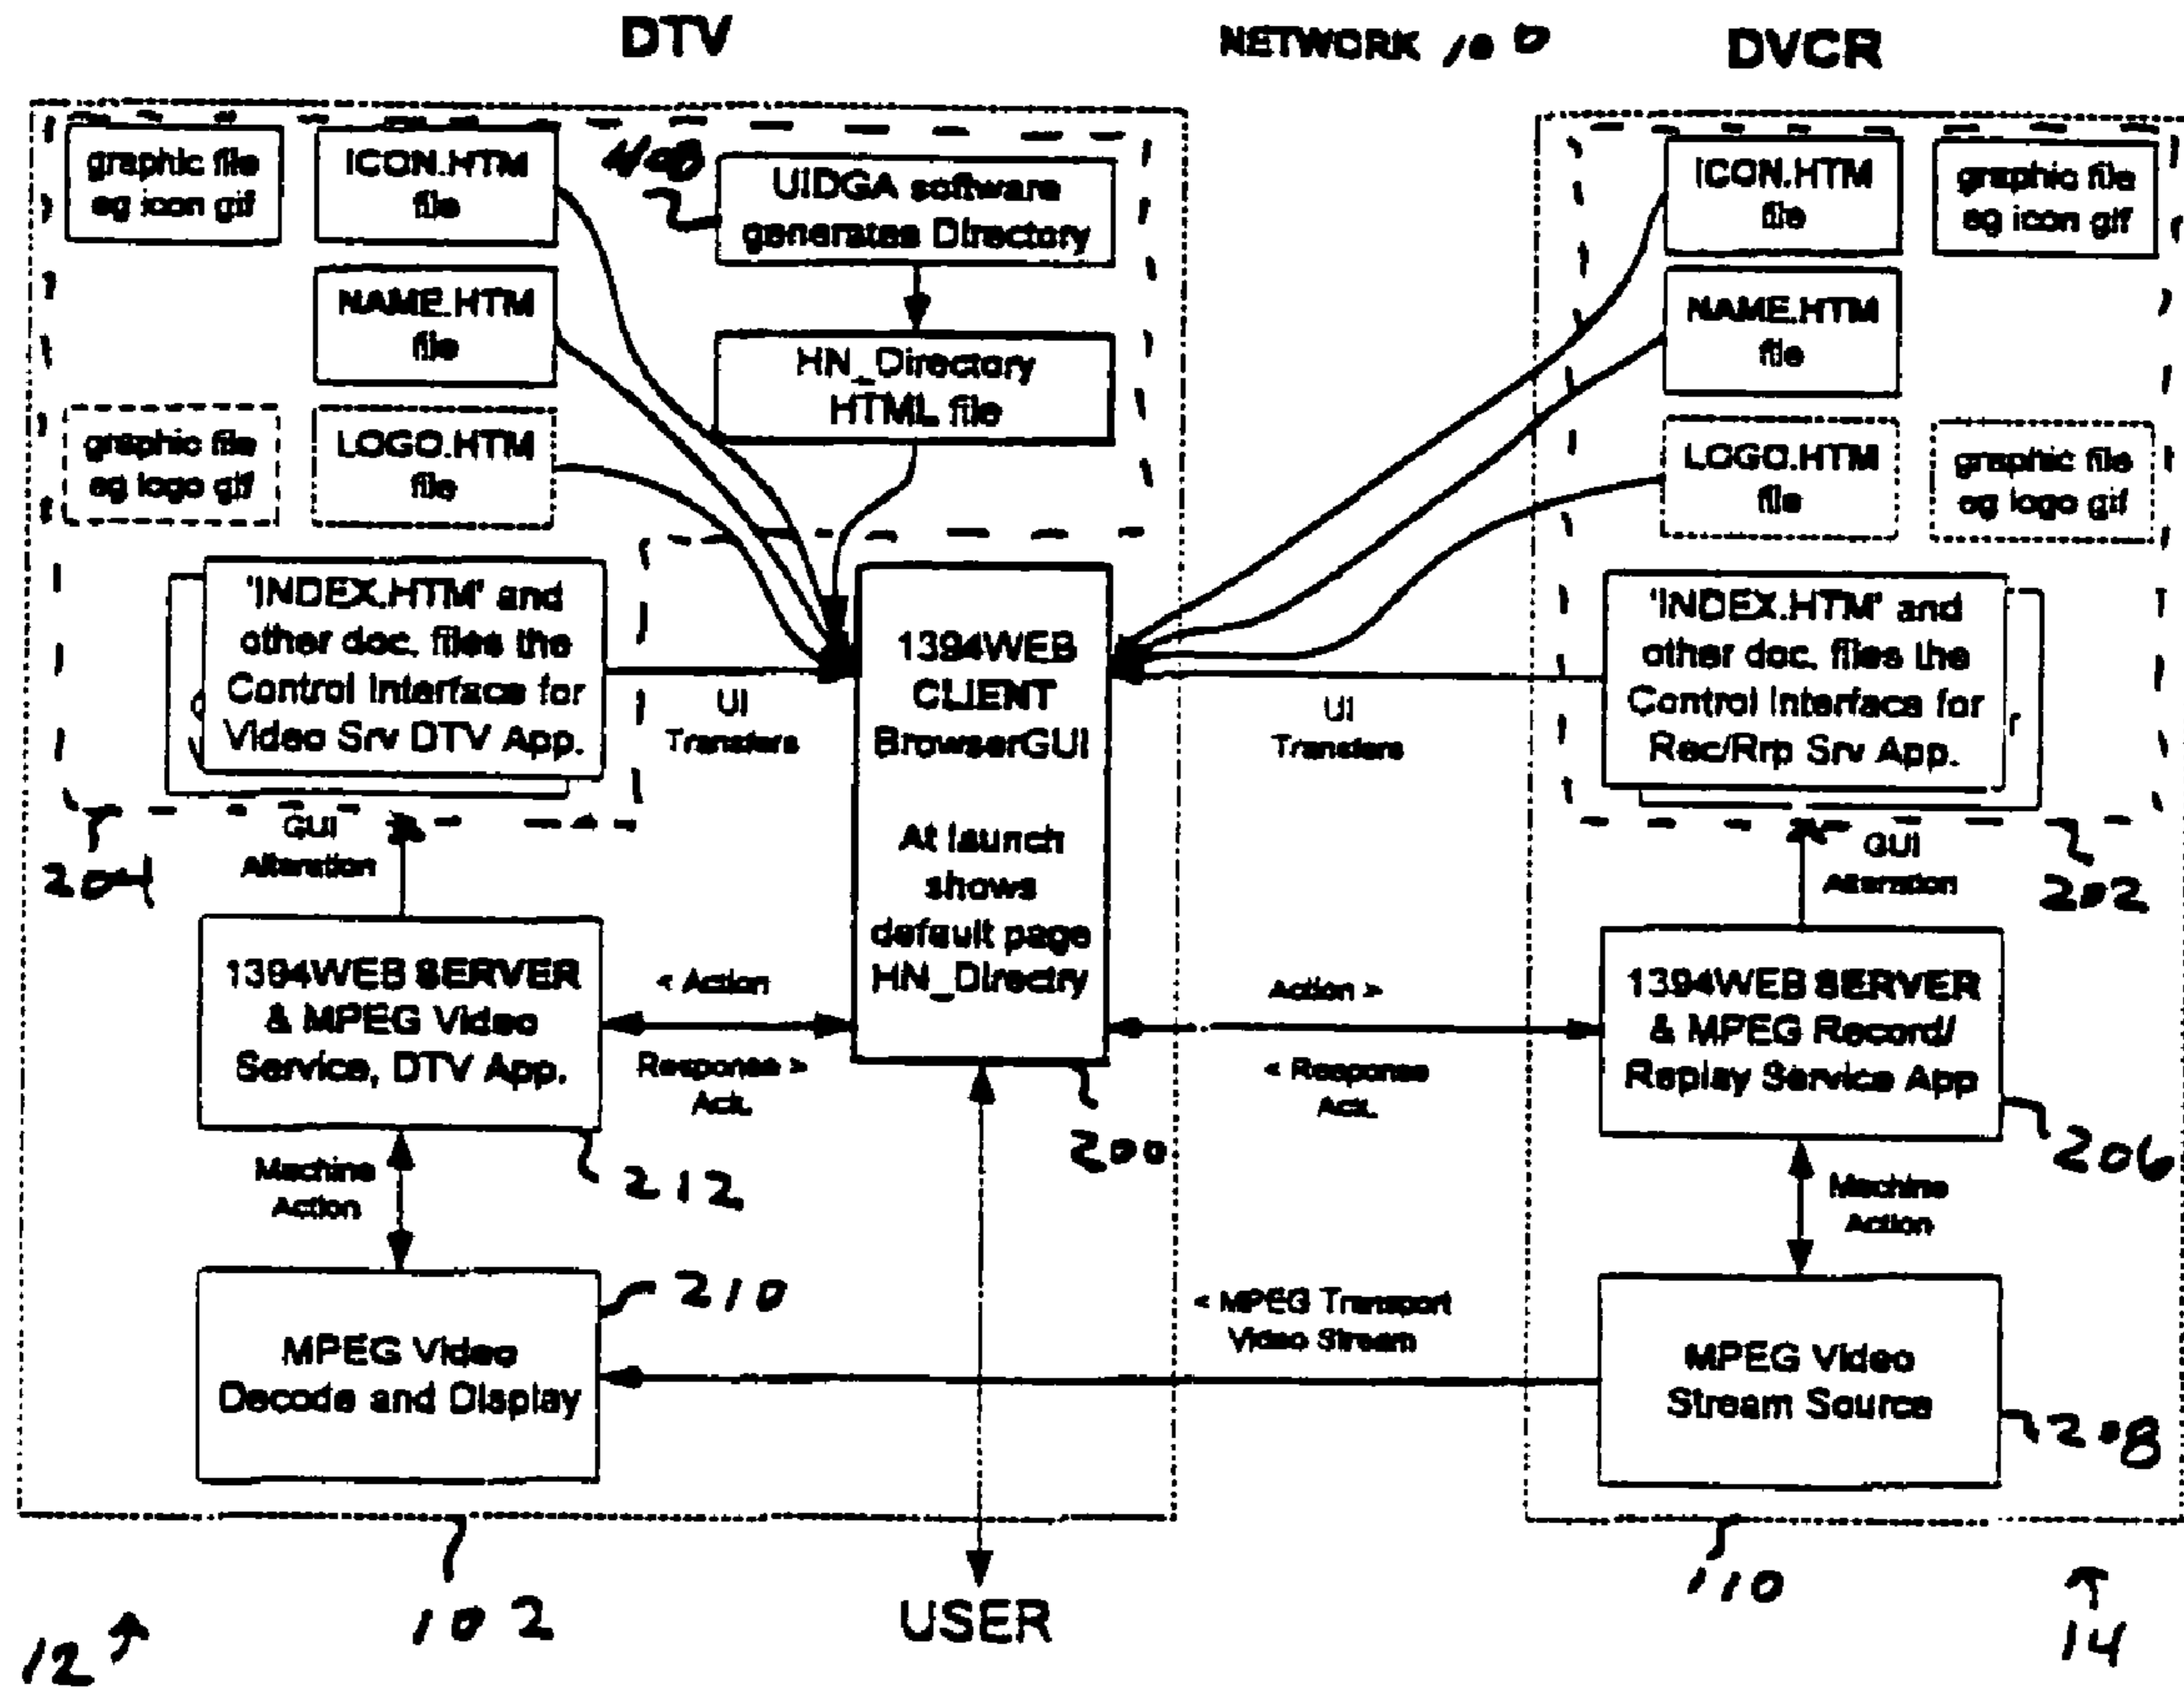 DTV
NETWORK 100
DVCR
graphic file
eg icon gif
ICON.HTM
file
408
UIDGA software
generates Directory
NAME.HTM
file
HN_Directory
HTML file
graphic file
eg logo gif
LOGO.HTM
file
'INDEX.HTM' and
other doc. files the
Control Interface for
Video Srv DTV App.
UI
Transfers
1394WEB
CLIENT
BrowserGUI
At launch
shows
default page
HN_Directry
204
GUI
Alteration
1394WEB SERVER
& MPEG Video
Service, DTV App.
< Action
Response >
Ack.
200
212
Machine
Action
210
MPEG Video
Decode and Display
102
12
USER
ICON.HTM
file
graphic file
eg icon gif
NAME.HTM
file
LOGO.HTM
file
graphic file
eg logo gif
UI
Transfers
'INDEX.HTM' and
other doc. files the
Control Interface for
Rec/Rrp Srv App.
GUI
Alteration
202
Action >
< Response
Ack.
1394WEB SERVER
& MPEG Record/
Replay Service App
206
Machine
Action
< MPEG Transport
Video Stream
MPEG Video
Stream Source
208
110
14